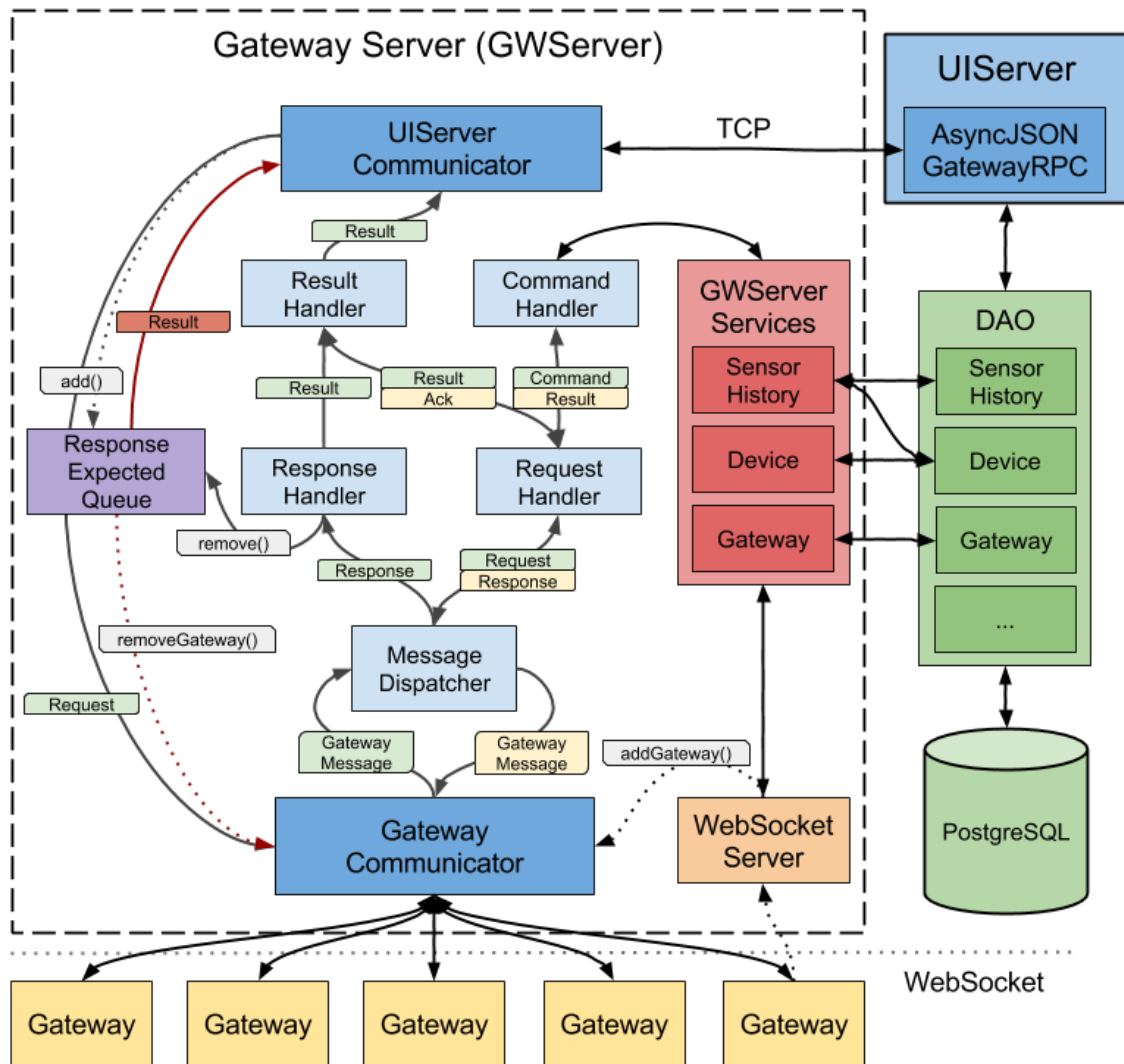 Gateway Server (GWServer)
UIServer
AsyncJSON
GatewayRPC
TCP
UIServer
Communicator
Result
Result
Handler
Command
Handler
GWServer
Services
Sensor
History
Device
Gateway
DAO
Sensor
History
Device
Gateway
...
Result
add()
Result
Result
Ack
Command
Result
Response
Expected
Queue
Response
Handler
Request
Handler
remove()
Response
Request
Response
removeGateway()
Message
Dispatcher
Request
Gateway
Message
Gateway
Message
addGateway()
Gateway
Communicator
WebSocket
Server
PostgreSQL
WebSocket
Gateway
Gateway
Gateway
Gateway
Gateway